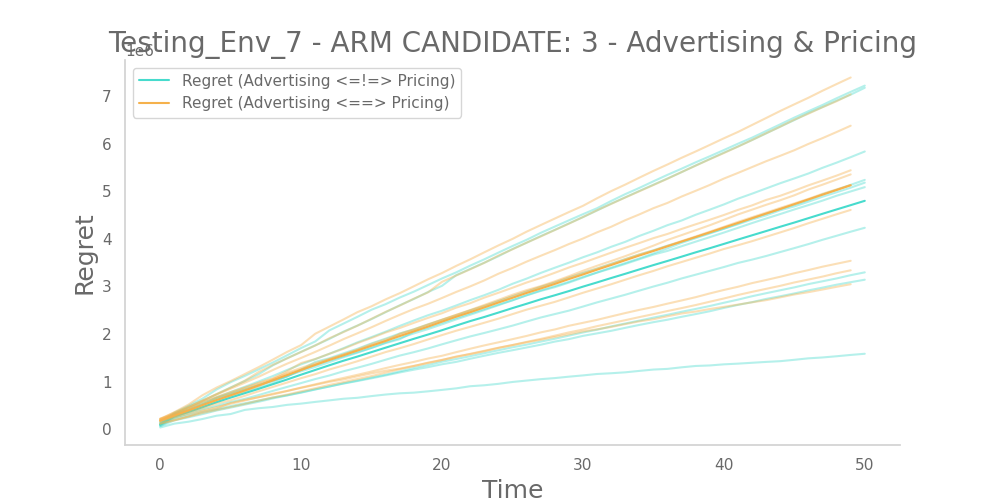 Testing_Env_7 - ARM CANDIDATE: 3 - Advertising & Pricing
1e6
Regret (Advertising <=!=> Pricing)
Regret (Advertising <==> Pricing)
7
6
5
4
3
2
1
0
Regret
0 10 20 30 40 50
Time